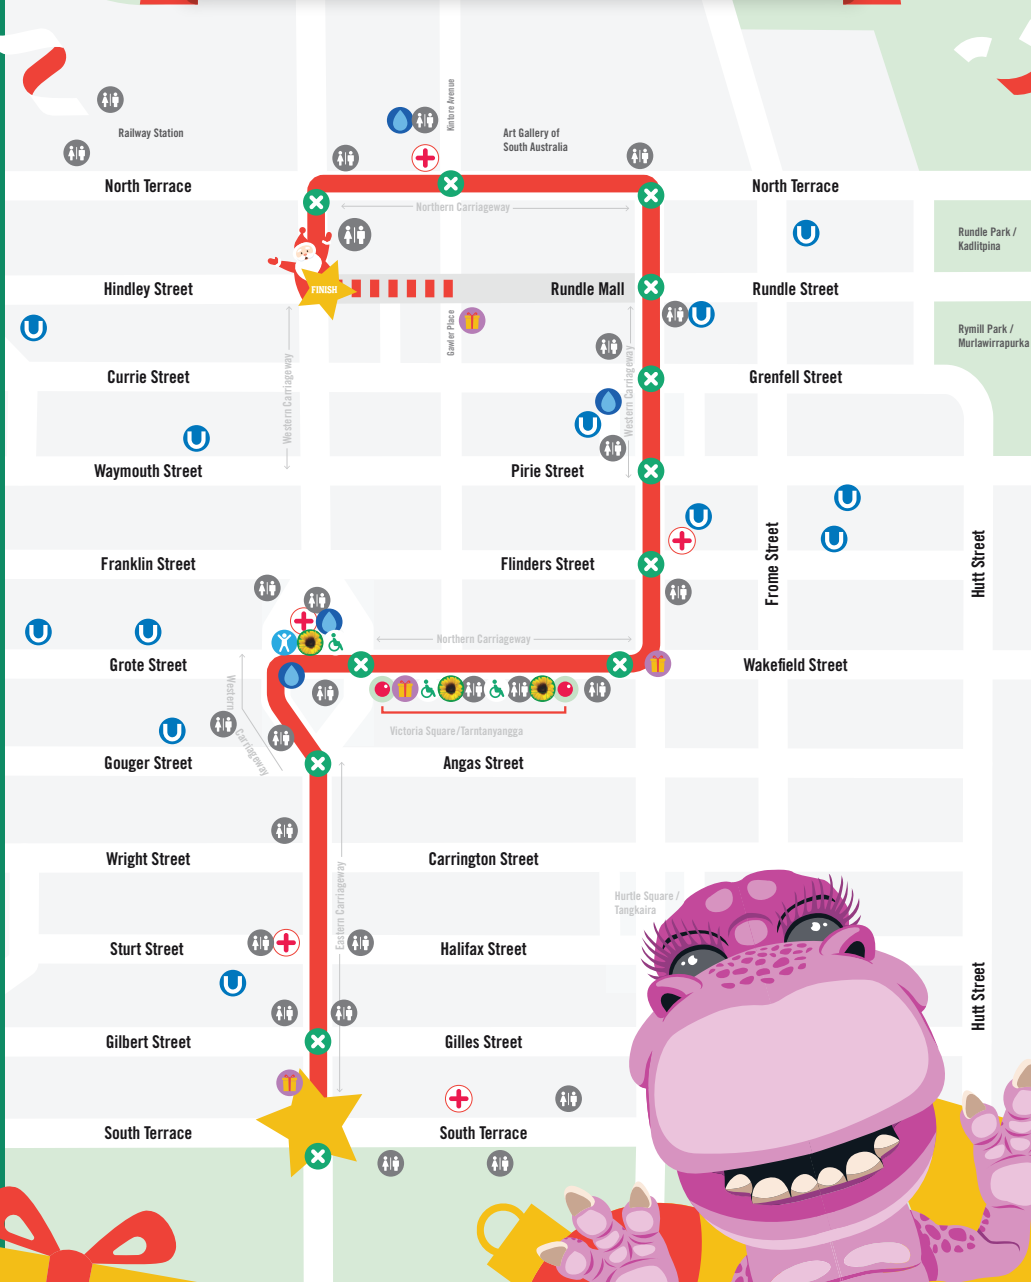 Kintore Avenue
Railway Station
Art Gallery of
South Australia
North Terrace
North Terrace
Northern Carriageway
Rundle Park /
Kadlitpina
Hindley Street
FINISH
Rundle Mall
Rundle Street
Gawler Place
Rymill Park /
Murlawirrapurka
Western Carriageway
Western Carriageway
Currie Street
Grenfell Street
Waymouth Street
Pirie Street
Frome Street
Hutt Street
Franklin Street
Flinders Street
Northern Carriageway
Grote Street
Wakefield Street
Western Carriageway
Victoria Square/Tarntanyangga
Gouger Street
Angas Street
Wright Street
Carrington Street
Eastern Carriageway
Hurtle Square /
Tangkaira
Sturt Street
Halifax Street
Hutt Street
Gilbert Street
Gilles Street
South Terrace
South Terrace